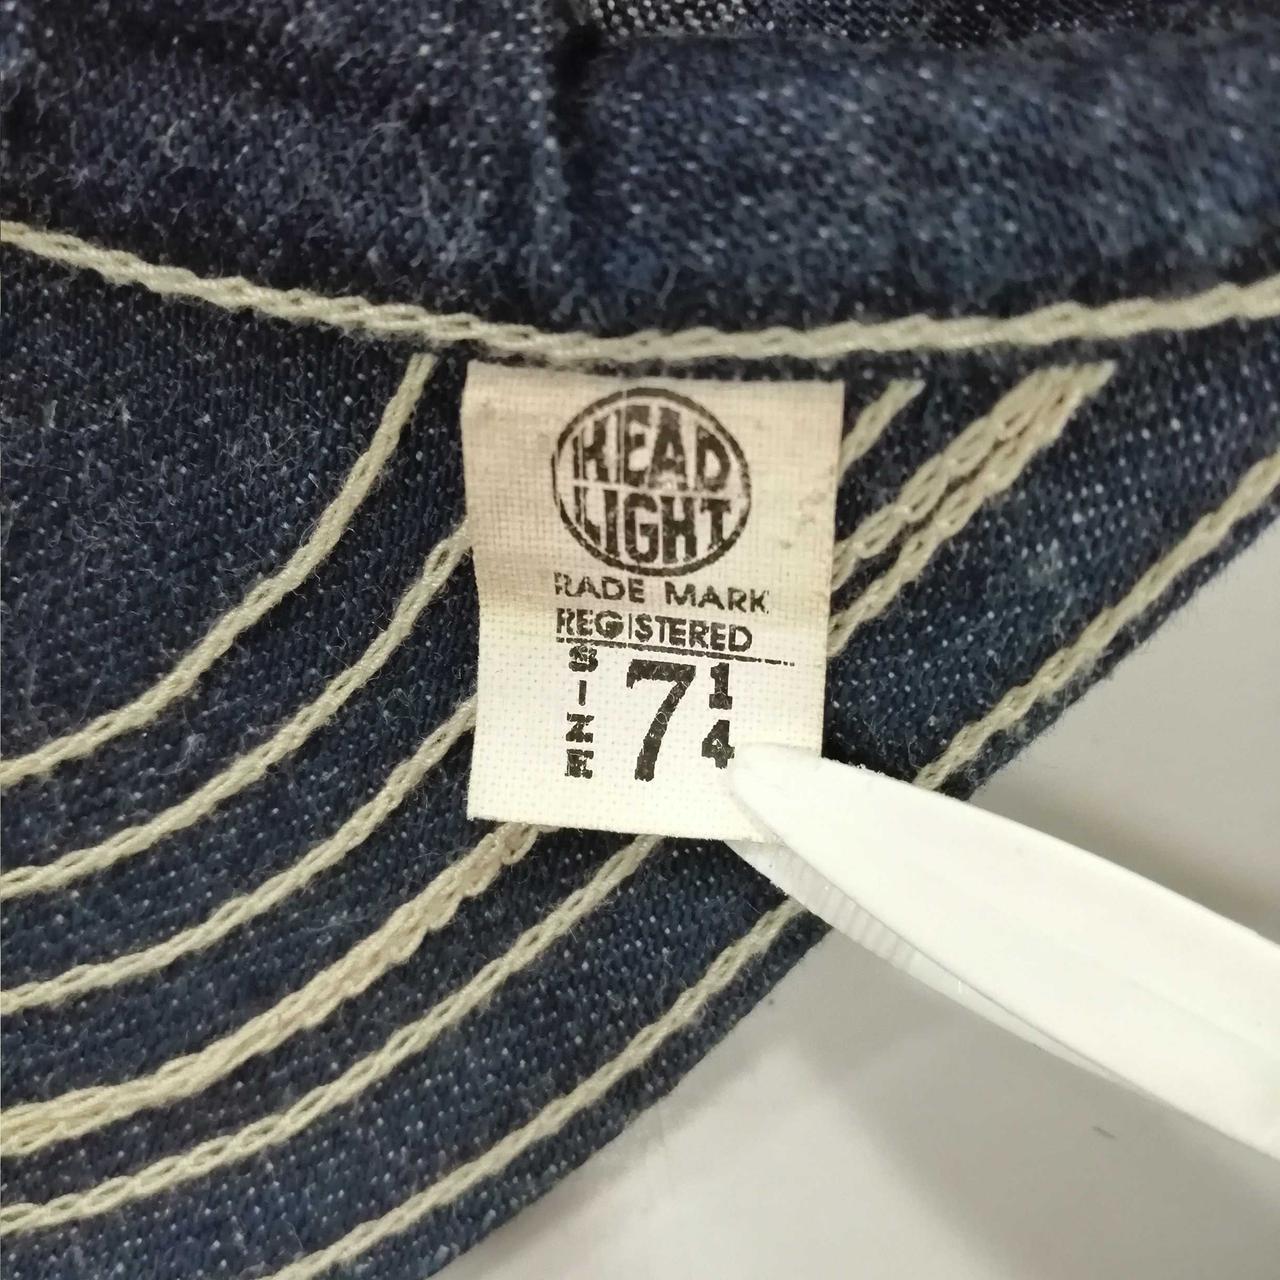 HEAD
LIGHT
RADE MARK
REGISTERED
SIZE 7 1/4